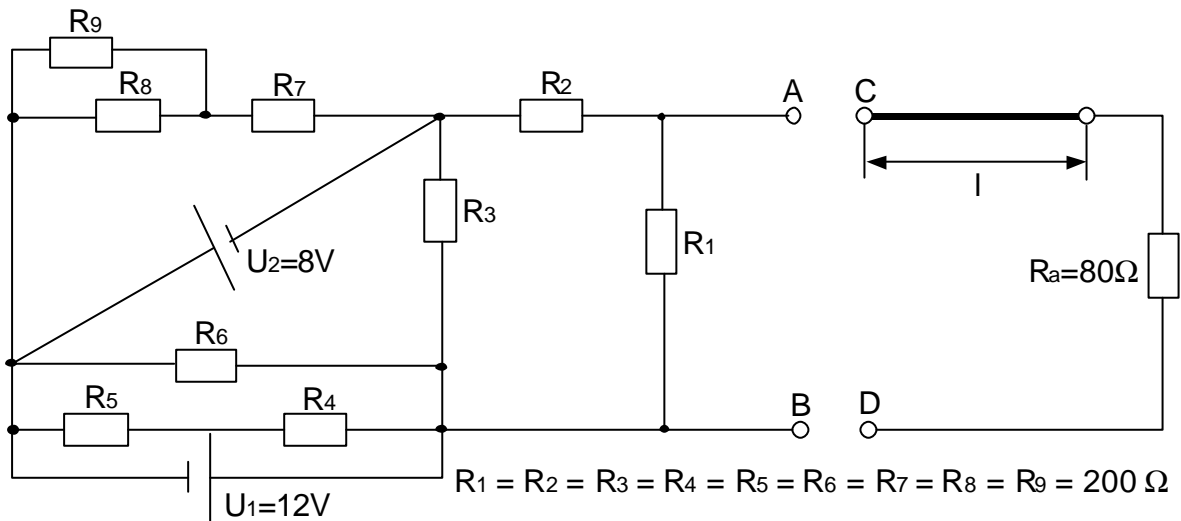 R9
R8
R7
R2
A
C
R3
l
R1
U2=8V
Ra=80Ω
R6
R5
R4
B
D
U1=12V
R1 = R2 = R3 = R4 = R5 = R6 = R7 = R8 = R9 = 200 Ω